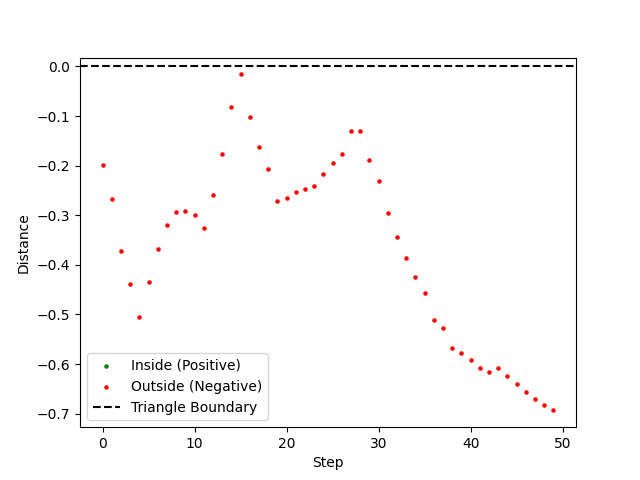 0.0
−0.1
−0.2
−0.3
−0.4
−0.5
−0.6
−0.7
Distance
Inside (Positive)
Outside (Negative)
Triangle Boundary
0 10 20 30 40 50
Step